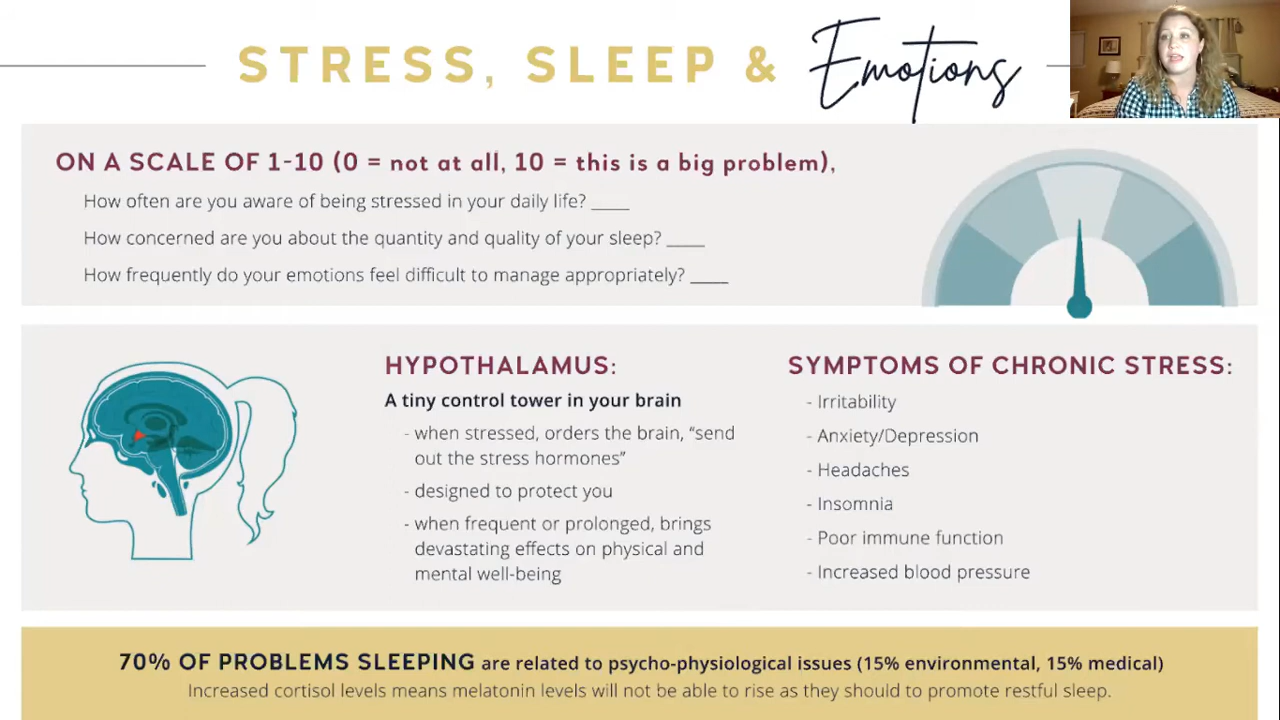 STRESS, SLEEP & Emotions
ON A SCALE OF 1-10 (0 = not at all, 10 = this is a big problem),
How often are you aware of being stressed in your daily life? ____
How concerned are you about the quantity and quality of your sleep? ____
How frequently do your emotions feel difficult to manage appropriately? ____
HYPOTHALAMUS:
A tiny control tower in your brain
- when stressed, orders the brain, “send
out the stress hormones”
- designed to protect you
- when frequent or prolonged, brings
devastating effects on physical and
mental well-being
SYMPTOMS OF CHRONIC STRESS:
- Irritability
- Anxiety/Depression
- Headaches
- Insomnia
- Poor immune function
- Increased blood pressure
70% OF PROBLEMS SLEEPING are related to psycho-physiological issues (15% environmental, 15% medical)
Increased cortisol levels means melatonin levels will not be able to rise as they should to promote restful sleep.